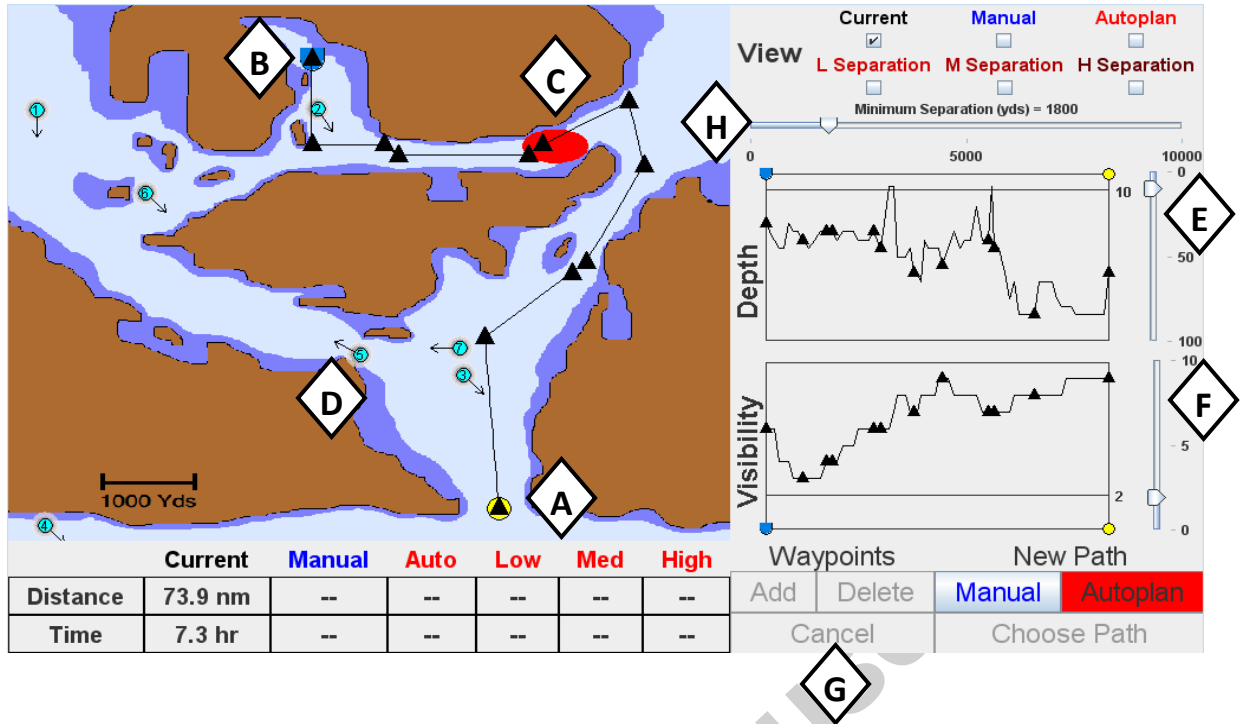 Current Manual Autoplan
View
L Separation M Separation H Separation
Minimum Separation (yds) = 1800
0 5000 10000
B
C
H
1
2
6
5
7
3
4
D
A
1000 Yds
Depth
10
0
50
100
E
Visibility
2
10
5
0
F
Current Manual Auto Low Med High
Distance 73.9 nm -- -- -- -- --
Time 7.3 hr -- -- -- -- --
Waypoints New Path
Add Delete Manual Autoplan
Cancel Choose Path
G